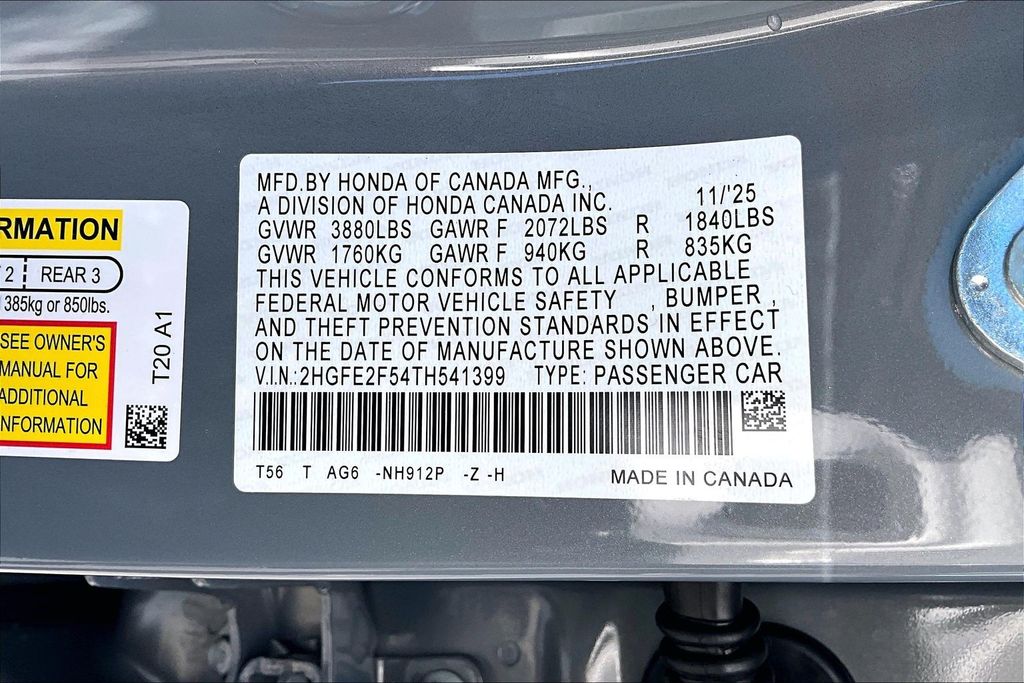 RMATION
2 REAR 3
385kg or 850lbs.
SEE OWNER'S
MANUAL FOR
ADDITIONAL
NFORMATION
T20 A1
MFD.BY HONDA OF CANADA MFG.,
A DIVISION OF HONDA CANADA INC. 11/'25
GVWR 3880LBS GAWR F 2072LBS R 1840LBS
GVWR 1760KG GAWR F 940KG R 835KG
THIS VEHICLE CONFORMS TO ALL APPLICABLE
FEDERAL MOTOR VEHICLE SAFETY , BUMPER ,
AND THEFT PREVENTION STANDARDS IN EFFECT
ON THE DATE OF MANUFACTURE SHOWN ABOVE.
V.I.N.:2HGFE2F54TH541399 TYPE: PASSENGER CAR
T56 T AG6 -NH912P -Z -H MADE IN CANADA